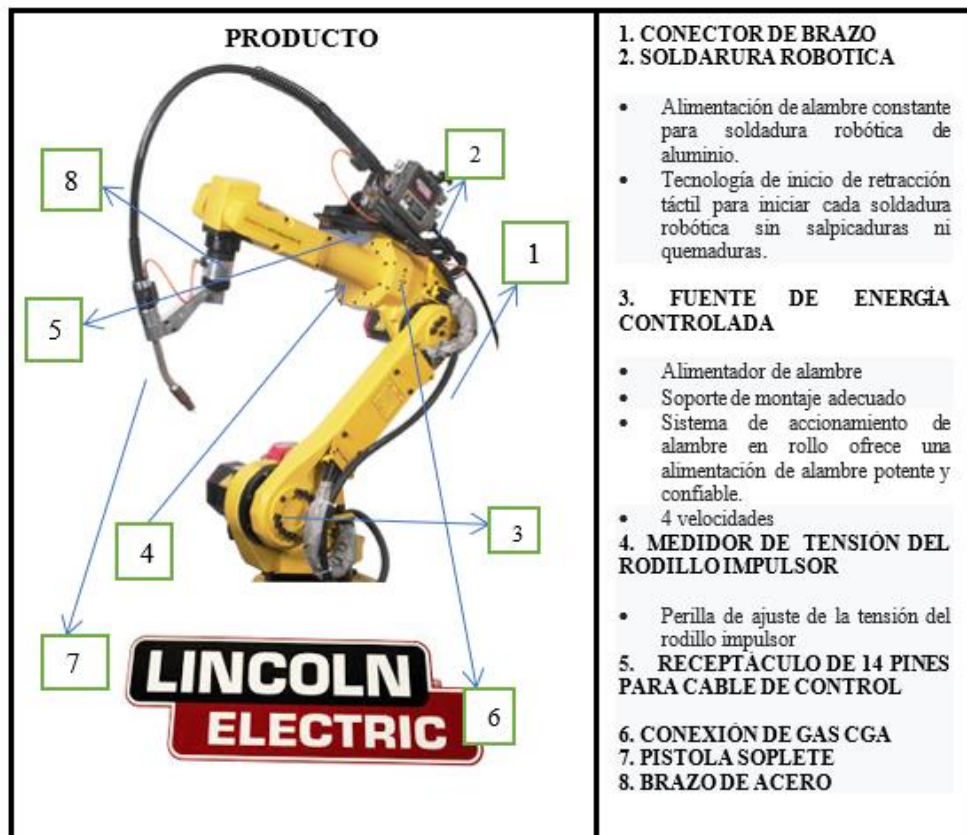 PRODUCTO
8
2
1
5
4
3
7
6
LINCOLN
ELECTRIC
1. CONECTOR DE BRAZO
2. SOLDARURA ROBOTICA
• Alimentación de alambre constante
para soldadura robótica de
aluminio.
• Tecnología de inicio de retracción
táctil para iniciar cada soldadura
robótica sin salpicaduras ni
quemaduras.
3. FUENTE DE ENERGÍA
CONTROLADA
• Alimentador de alambre
• Soporte de montaje adecuado
• Sistema de accionamiento de
alambre en rollo ofrece una
alimentación de alambre potente y
confiable.
• 4 velocidades
4. MEDIDOR DE TENSIÓN DEL
RODILLO IMPULSOR
• Perilla de ajuste de la tensión del
rodillo impulsor
5. RECEPTÁCULO DE 14 PINES
PARA CABLE DE CONTROL
6. CONEXIÓN DE GAS CGA
7. PISTOLA SOPLETE
8. BRAZO DE ACERO